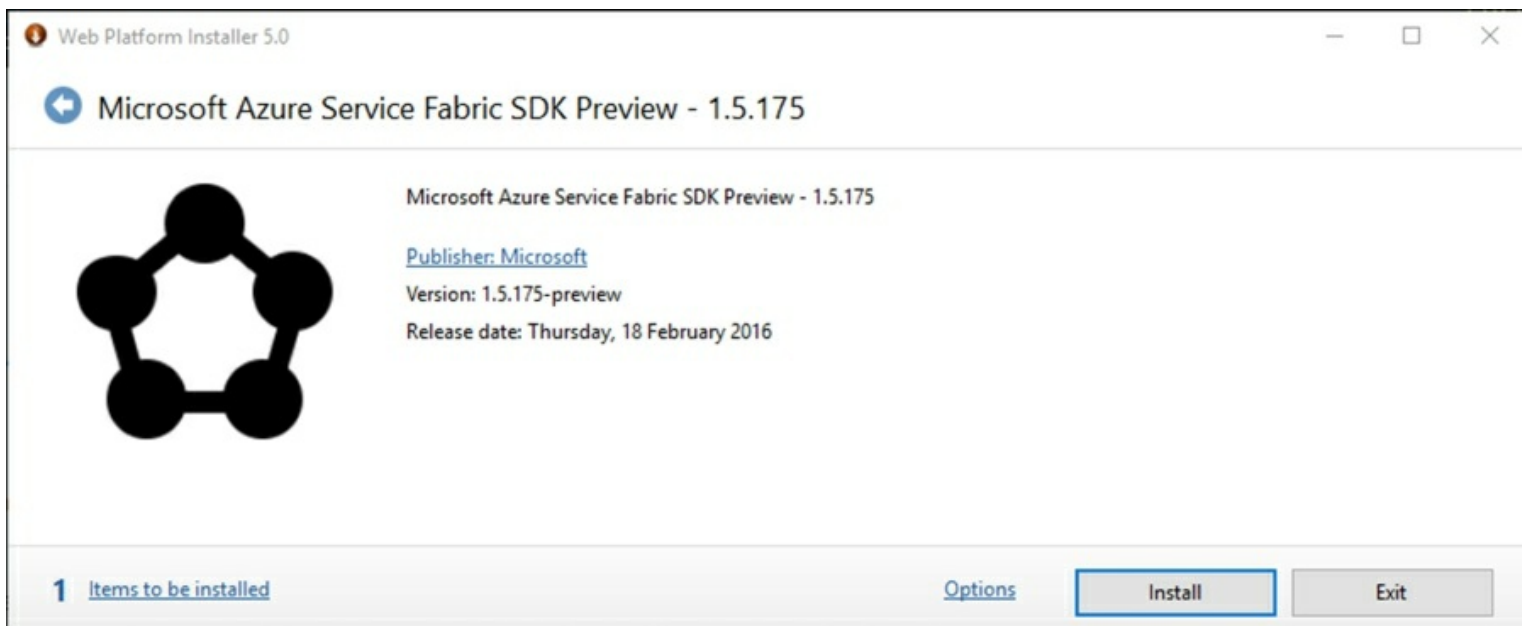 Web Platform Installer 5.0
Microsoft Azure Service Fabric SDK Preview - 1.5.175
Microsoft Azure Service Fabric SDK Preview - 1.5.175
Publisher: Microsoft
Version: 1.5.175-preview
Release date: Thursday, 18 February 2016
1 Items to be installed Options Install Exit